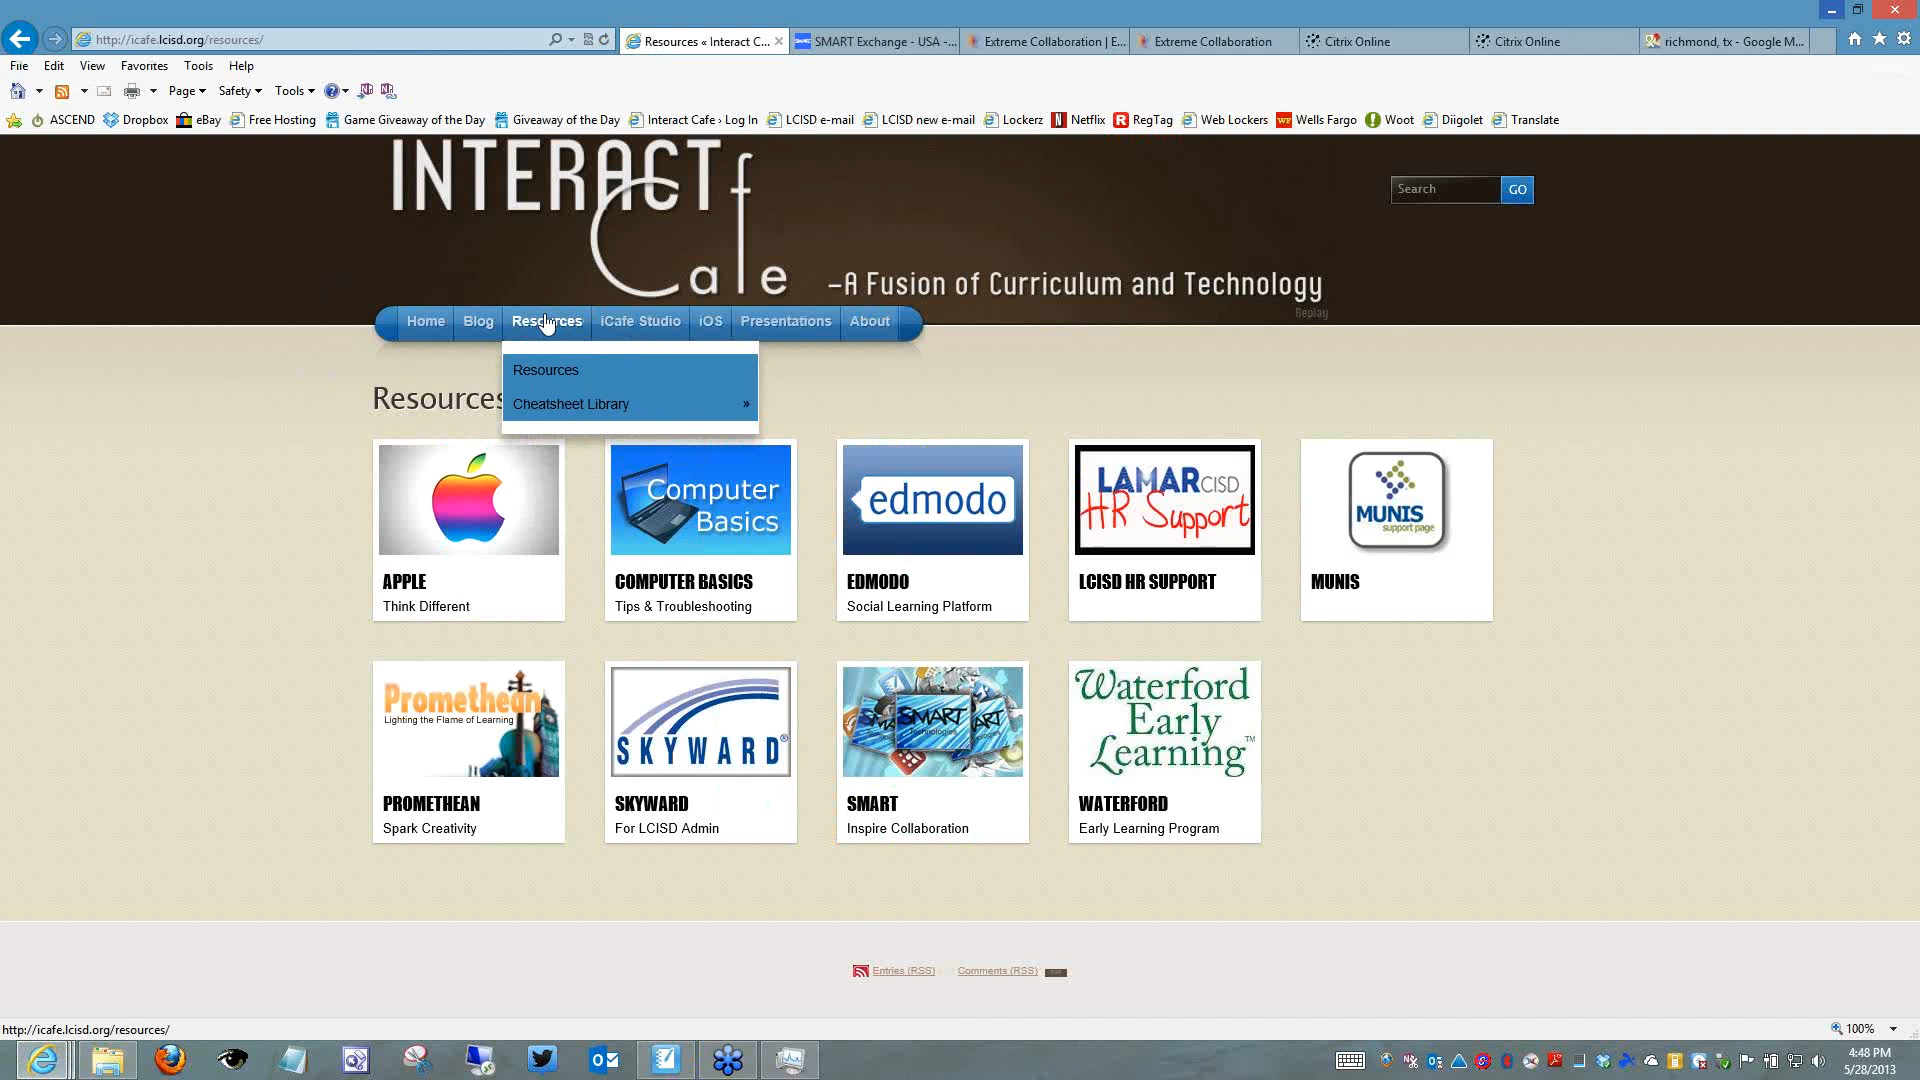 http://icafe.lcisd.org/resources/
Resources « Interact C...
SMART Exchange - USA -...
Extreme Collaboration | E...
Extreme Collaboration
Citrix Online
Citrix Online
richmond, tx - Google M...
File Edit View Favorites Tools Help
Page Safety Tools
ASCEND Dropbox eBay Free Hosting Game Giveaway of the Day Giveaway of the Day Interact Cafe › Log In LCISD e-mail LCISD new e-mail Lockerz Netflix RegTag Web Lockers Wells Fargo Woot Diigolet Translate
INTERACT
Cafe
–A Fusion of Curriculum and Technology
Replay
Search GO
Home Blog Resources iCafe Studio iOS Presentations About
Resources
Cheatsheet Library »
Resources
Computer
Basics
edmodo
LAMAR CISD
HR Support
MUNIS
support page
APPLE
Think Different
COMPUTER BASICS
Tips & Troubleshooting
EDMODO
Social Learning Platform
LCISD HR SUPPORT
MUNIS
Promethean
Lighting the Flame of Learning
SKYWARD®
SMART
Technologies
Waterford
Early
Learning™
PROMETHEAN
Spark Creativity
SKYWARD
For LCISD Admin
SMART
Inspire Collaboration
WATERFORD
Early Learning Program
Entries (RSS) Comments (RSS) TOP
http://icafe.lcisd.org/resources/
100%
4:48 PM
5/28/2013